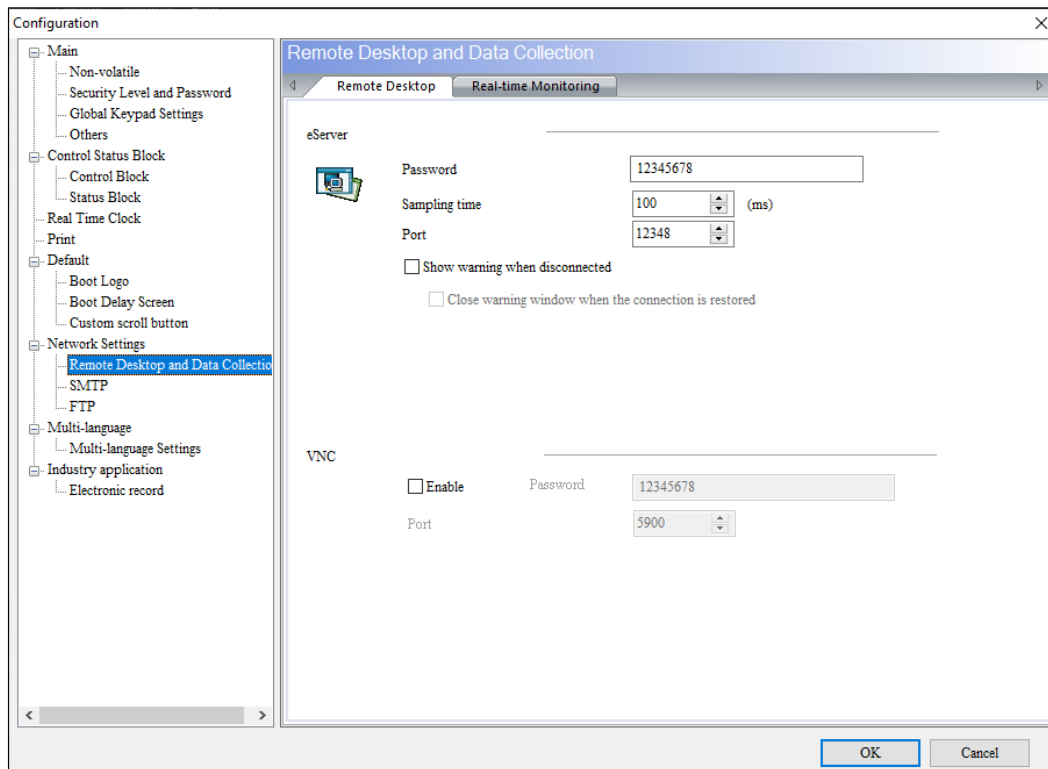 Configuration
Main
Non-volatile
Security Level and Password
Global Keypad Settings
Others
Control Status Block
Control Block
Status Block
Real Time Clock
Print
Default
Boot Logo
Boot Delay Screen
Custom scroll button
Network Settings
Remote Desktop and Data Collectio
SMTP
FTP
Multi-language
Multi-language Settings
Industry application
Electronic record
Remote Desktop and Data Collection
Remote Desktop Real-time Monitoring
eServer
Password 12345678
Sampling time 100 (ms)
Port 12348
Show warning when disconnected
Close warning window when the connection is restored
VNC
Enable Password 12345678
Port 5900
OK Cancel